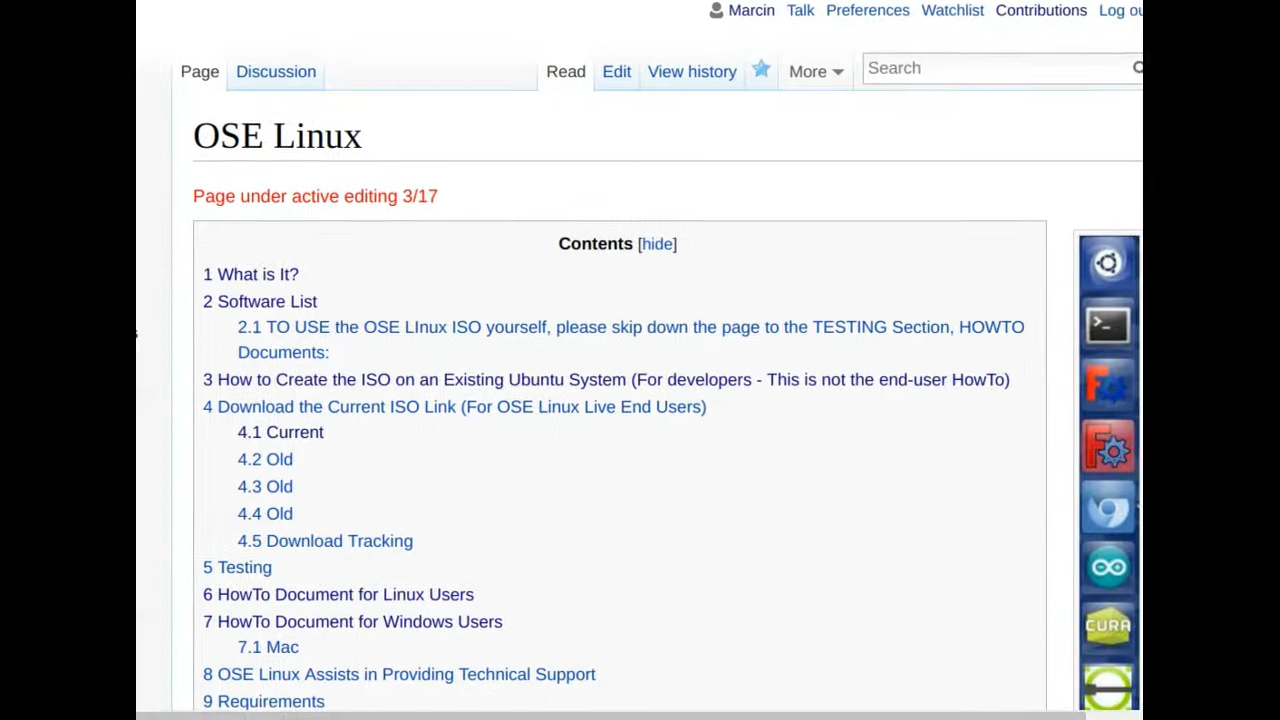 Marcin Talk Preferences Watchlist Contributions Log ou
Page Discussion Read Edit View history More Search
OSE Linux
Page under active editing 3/17
Contents [hide]
1 What is It?
2 Software List
2.1 TO USE the OSE LInux ISO yourself, please skip down the page to the TESTING Section, HOWTO
Documents:
3 How to Create the ISO on an Existing Ubuntu System (For developers - This is not the end-user HowTo)
4 Download the Current ISO Link (For OSE Linux Live End Users)
4.1 Current
4.2 Old
4.3 Old
4.4 Old
4.5 Download Tracking
5 Testing
6 HowTo Document for Linux Users
CURA
7 HowTo Document for Windows Users
7.1 Mac
8 OSE Linux Assists in Providing Technical Support
9 Requirements